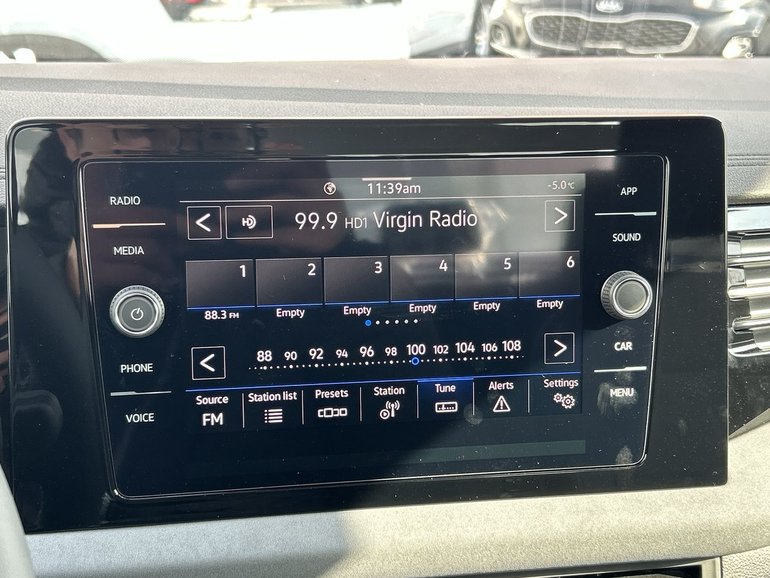 11:39am
-5.0°C
RADIO
APP
99.9 HD1 Virgin Radio
MEDIA
SOUND
1 2 3 4 5 6
88.3 FM Empty Empty Empty Empty Empty
88 90 92 94 96 98 100 102 104 106 108
PHONE
CAR
Source Station list Presets Station Tune Alerts Settings
FM
VOICE
MENU